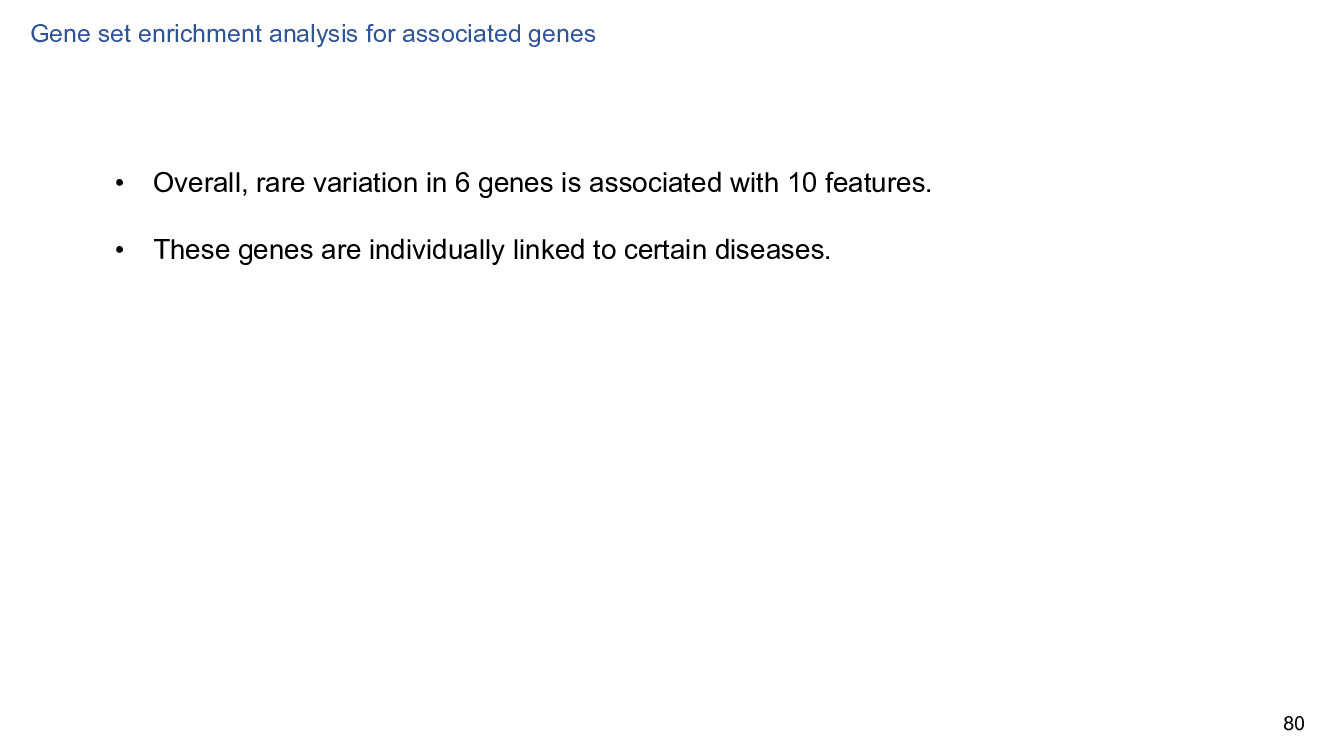 Gene set enrichment analysis for associated genes
• Overall, rare variation in 6 genes is associated with 10 features.
• These genes are individually linked to certain diseases.
80